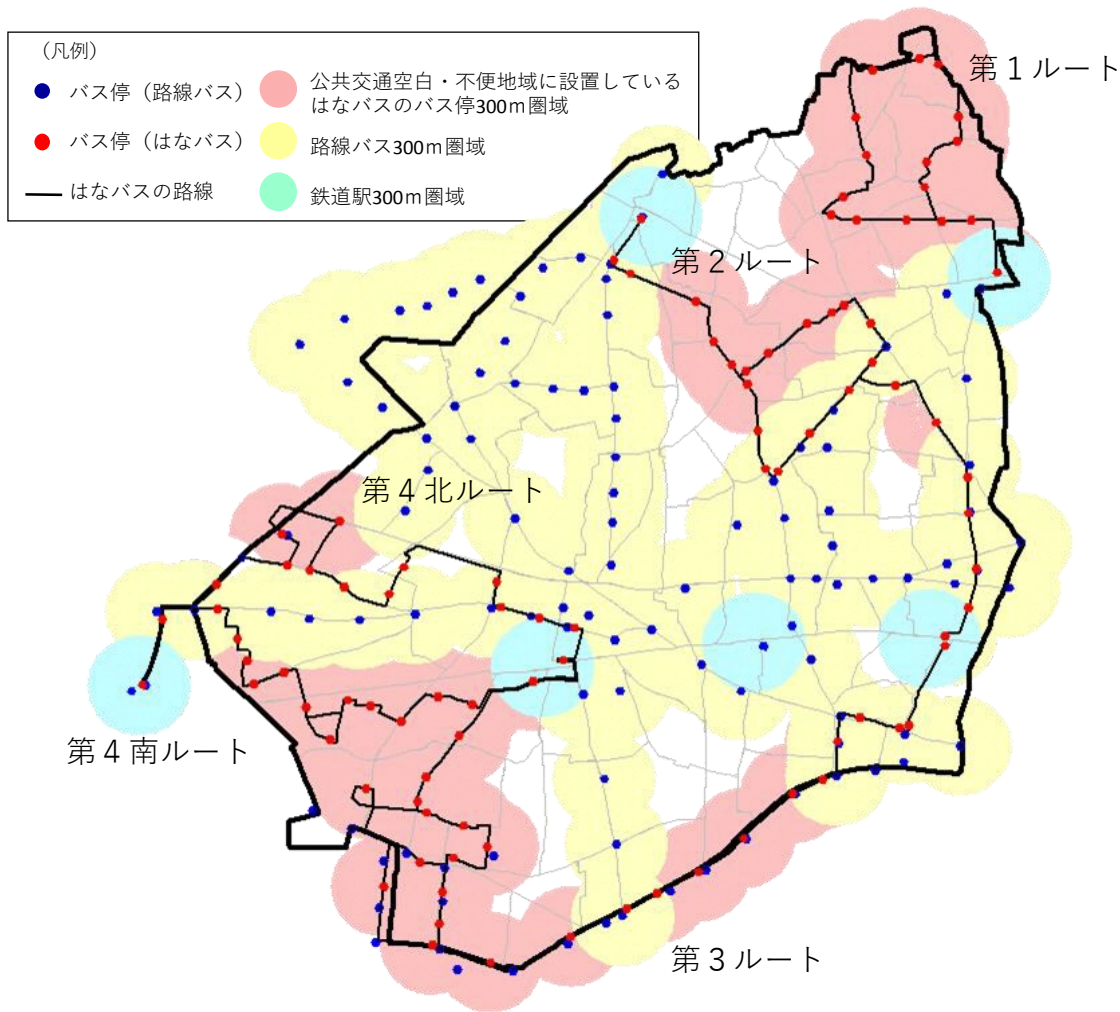 （凡例）
バス停（路線バス）
公共交通空白・不便地域に設置している
はなバスのバス停300ｍ圏域
バス停（はなバス）
路線バス300ｍ圏域
はなバスの路線
鉄道駅300ｍ圏域
第１ルート
第２ルート
第４北ルート
第４南ルート
第３ルート